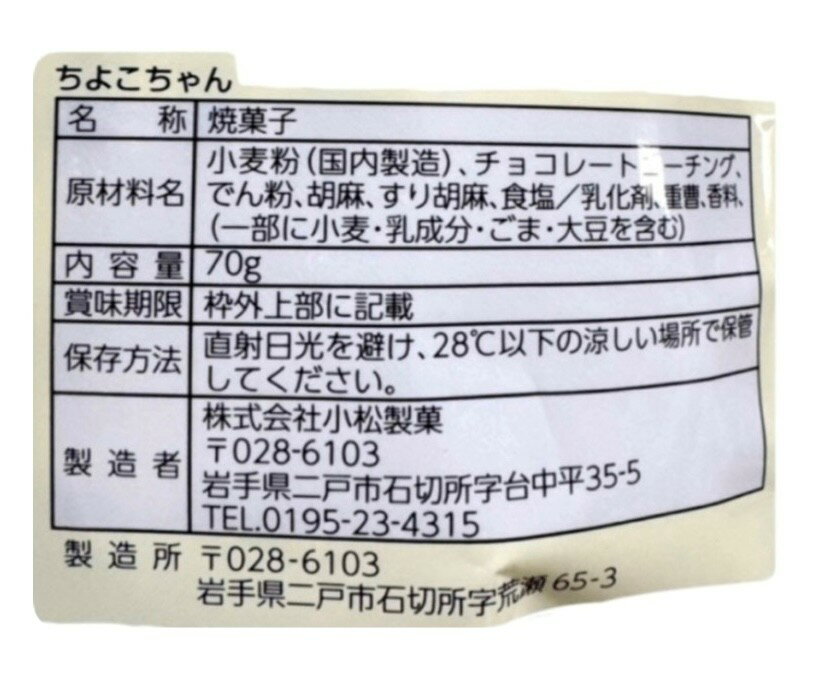 ちよこちゃん
名称 焼菓子
原材料名 小麦粉(国内製造)、チョコレートコーチング、
でん粉、胡麻、すり胡麻、食塩/乳化剤、重曹、香料、
(一部に小麦・乳成分・ごま・大豆を含む)
内容量 70g
賞味期限 枠外上部に記載
保存方法 直射日光を避け、28℃以下の涼しい場所で保管
してください。
製造者 株式会社小松製菓
〒028-6103
岩手県二戸市石切所字台中平35-5
TEL.0195-23-4315
製造所 〒028-6103
岩手県二戸市石切所字荒瀬65-3